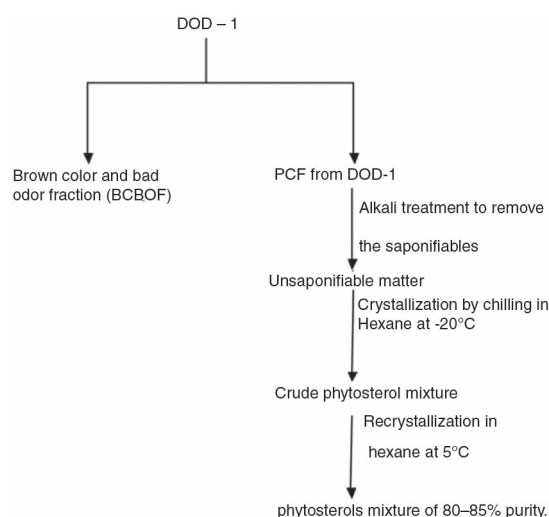 DOD – 1
Brown color and bad
odor fraction (BCBOF)
PCF from DOD-1
Alkali treatment to remove
the saponifiables
Unsaponifiable matter
Crystallization by chilling in
Hexane at -20°C
Crude phytosterol mixture
Recrystallization in
hexane at 5°C
phytosterols mixture of 80–85% purity.